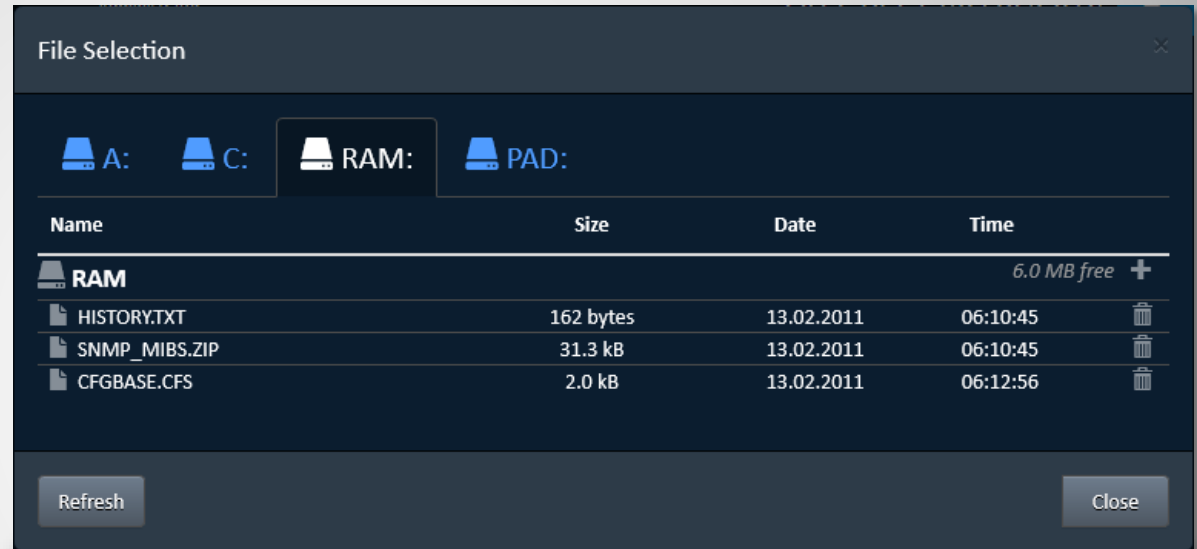 File Selection
A: C: RAM: PAD:
Name Size Date Time
RAM 6.0 MB free
HISTORY.TXT 162 bytes 13.02.2011 06:10:45
SNMP_MIBS.ZIP 31.3 kB 13.02.2011 06:10:45
CFGBASE.CFS 2.0 kB 13.02.2011 06:12:56
Refresh Close